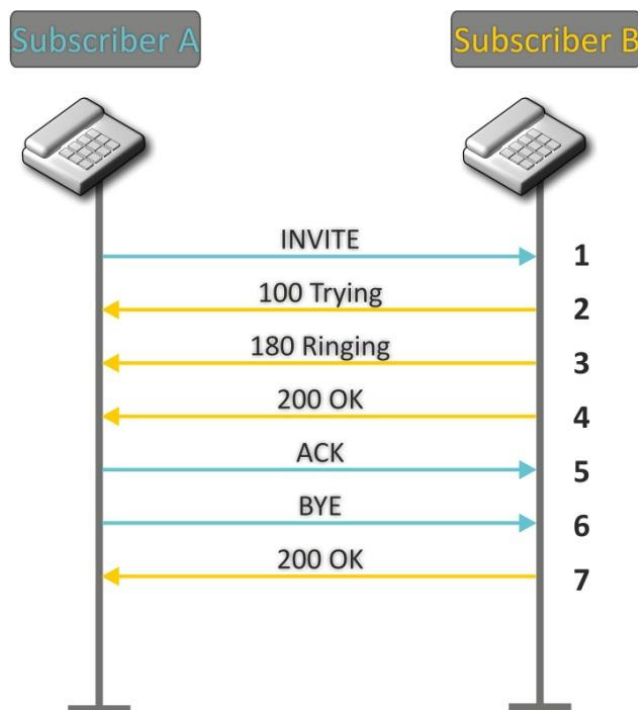 Subscriber A
Subscriber B
INVITE
1
100 Trying
2
180 Ringing
3
200 OK
4
ACK
5
BYE
6
200 OK
7